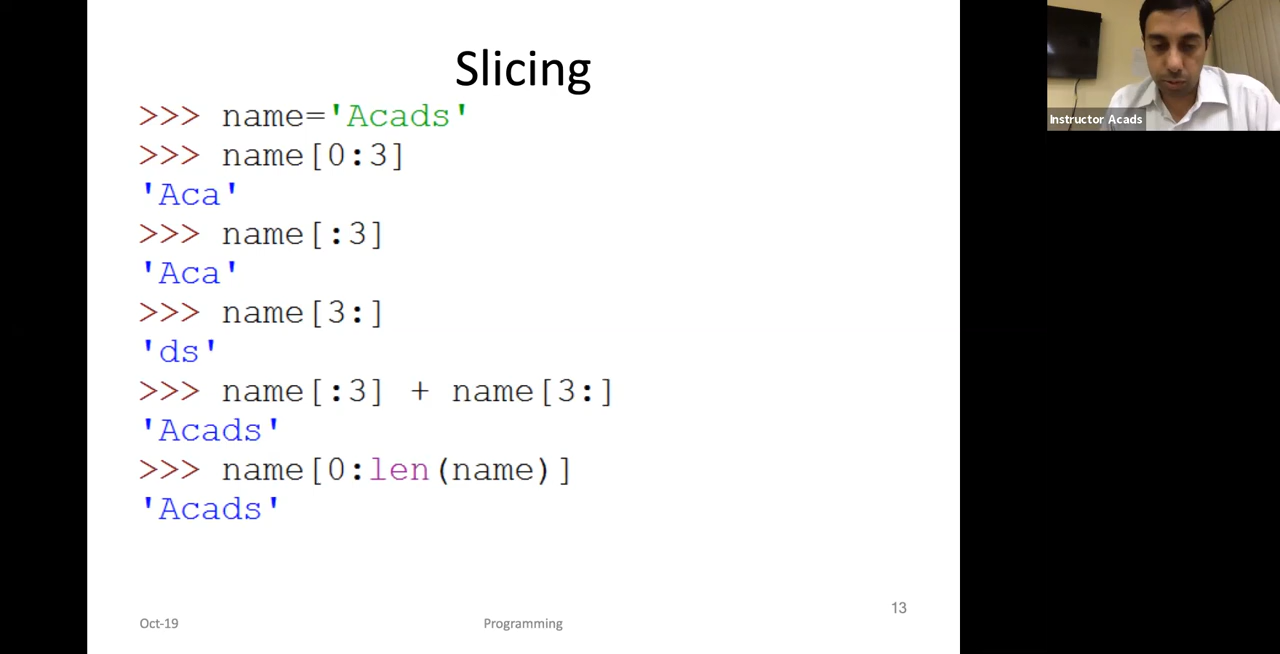 Slicing
>>> name='Acads'
>>> name[0:3]
'Aca'
>>> name[:3]
'Aca'
>>> name[3:]
'ds'
>>> name[:3] + name[3:]
'Acads'
>>> name[0:len(name)]
'Acads'
Oct-19
Programming
13
Instructor Acads